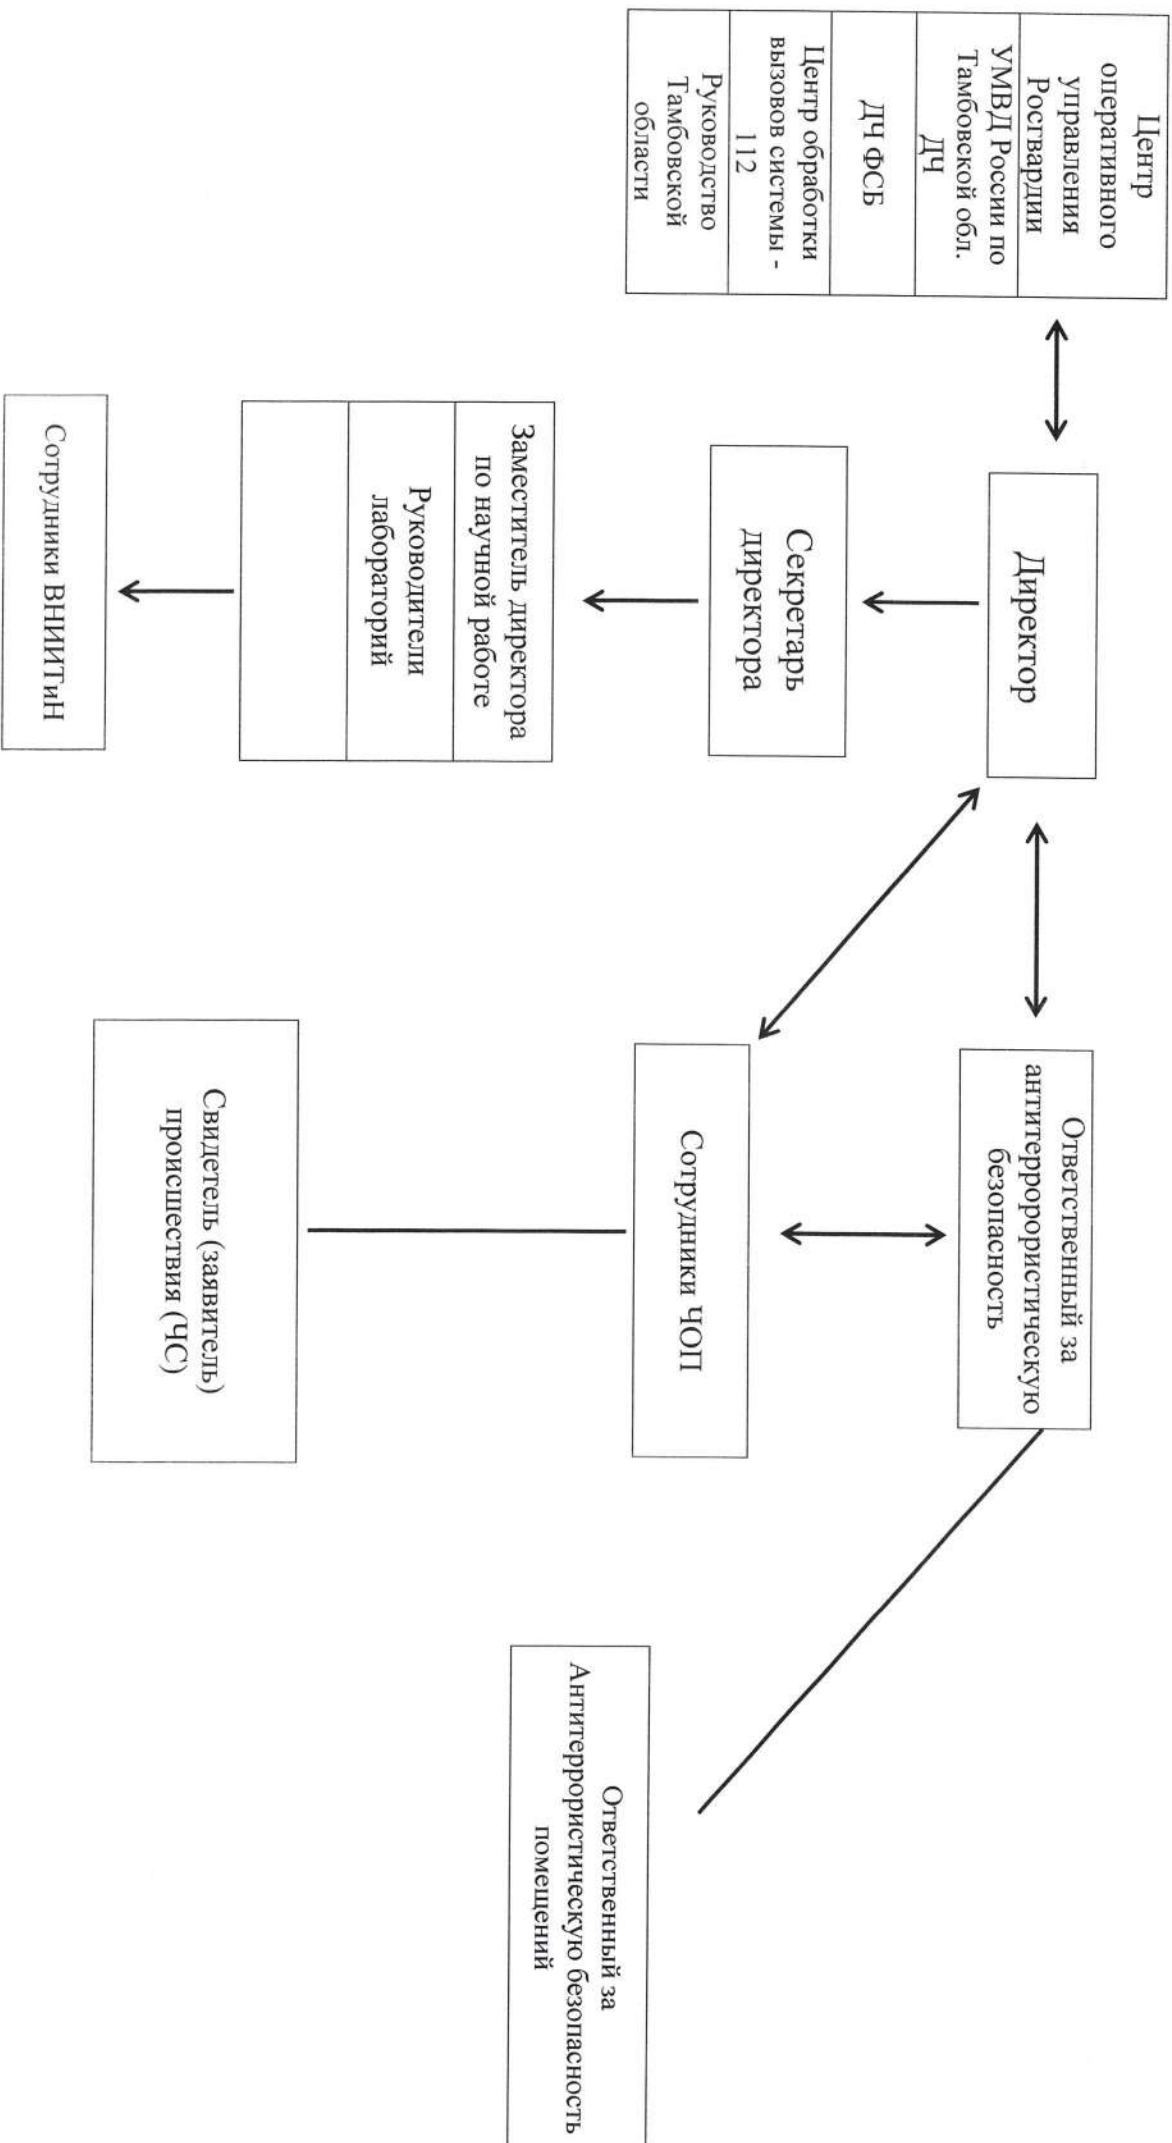 Центр
оперативного
управления
Росгвардии
УМВД России по
Тамбовской обл.
ДЧ
ДЧ ФСБ
Центр обработки
вызовов системы -
112
Руководство
Тамбовской
области
Директор
Секретарь
директора
Заместитель директора
по научной работе
Руководители
лабораторий
Сотрудники ВНИИТиН
Ответственный за
антитерророристическую
безопасность
Сотрудники ЧОП
Свидетель (заявитель)
происшествия (ЧС)
Ответственный за
Антитеррористическую безопасность
помещений